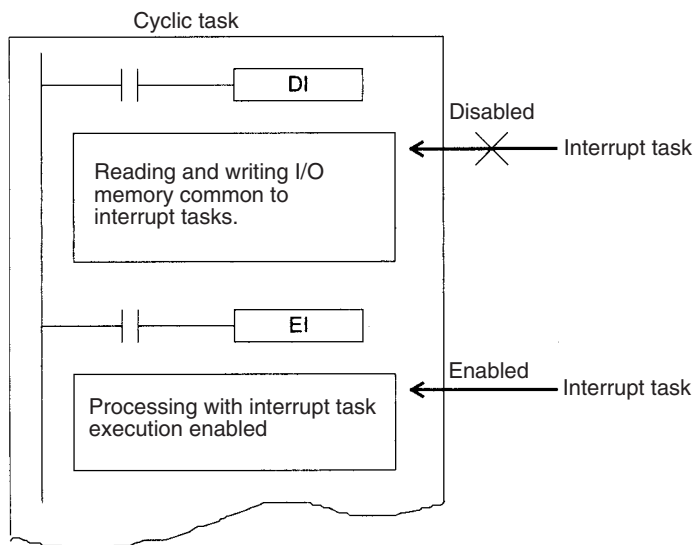 Cyclic task
DI
Disabled
Interrupt task
Reading and writing I/O
memory common to
interrupt tasks.
EI
Enabled
Interrupt task
Processing with interrupt task
execution enabled